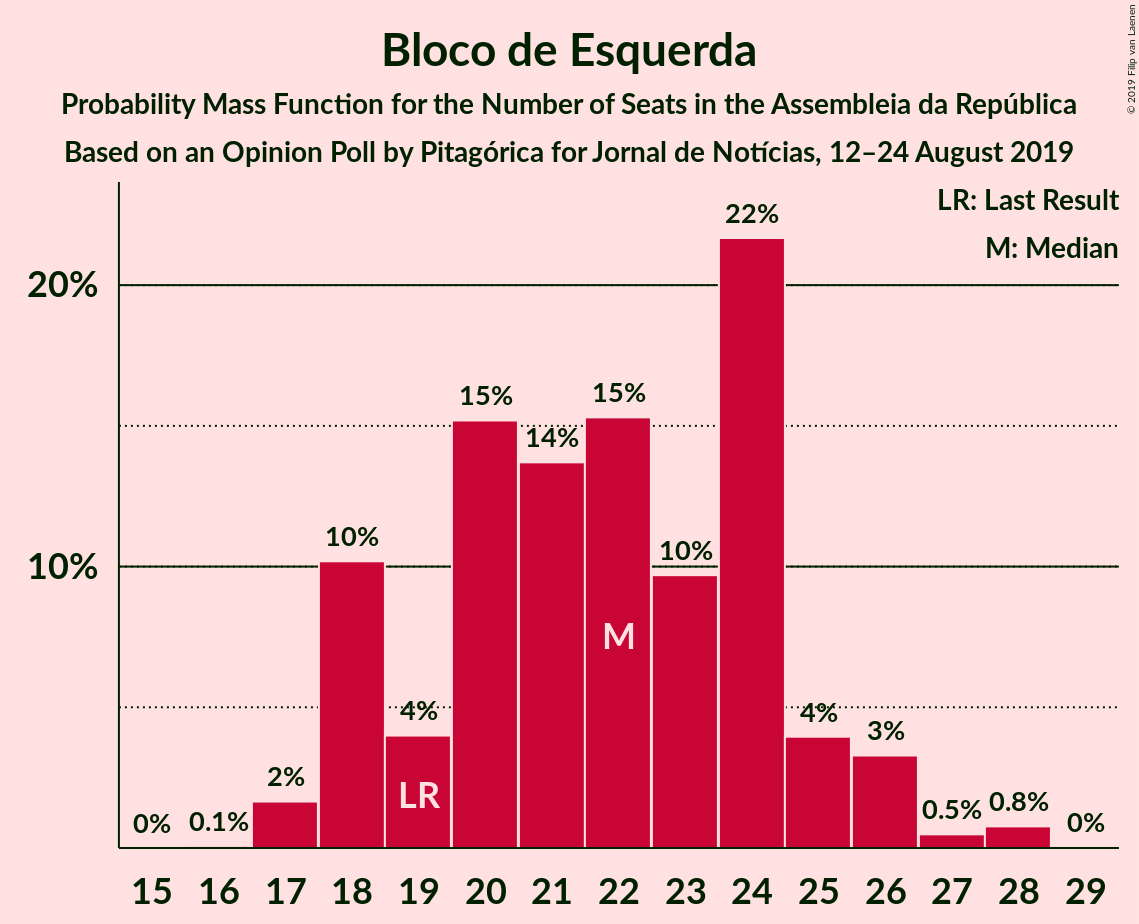 Bloco de Esquerda
Probability Mass Function for the Number of Seats in the Assembleia da República
Based on an Opinion Poll by Pitagórica for Jornal de Notícias, 12–24 August 2019
© 2019 Filip van Laenen
LR: Last Result
M: Median
22%
20%
15%
15%
14%
10%
10%
10%
M
4%
4%
3%
LR
2%
0%
0.1%
0.5%
0.8%
0%
15 16 17 18 19 20 21 22 23 24 25 26 27 28 29